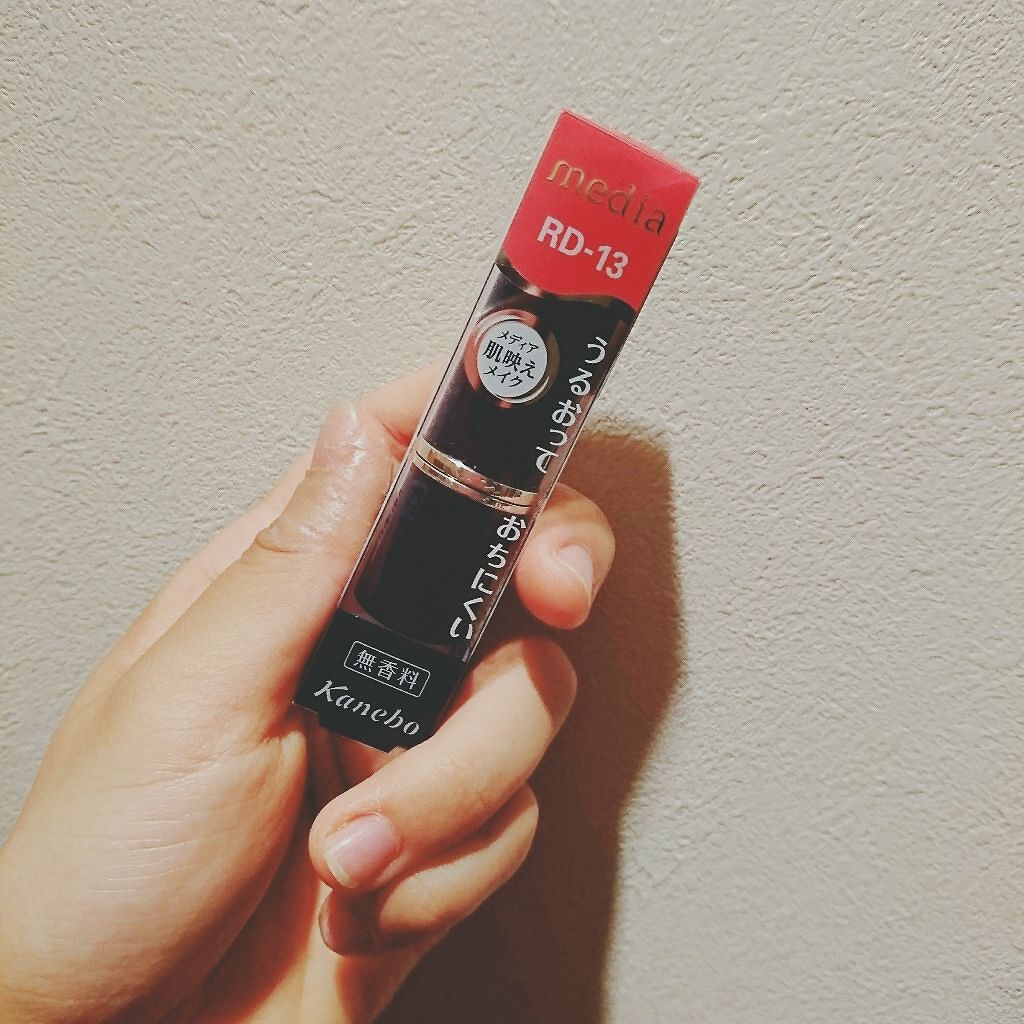 media
RD-13
メディア
肌映え
メイク
うるおって
おちにくい
無香料
Kanebo